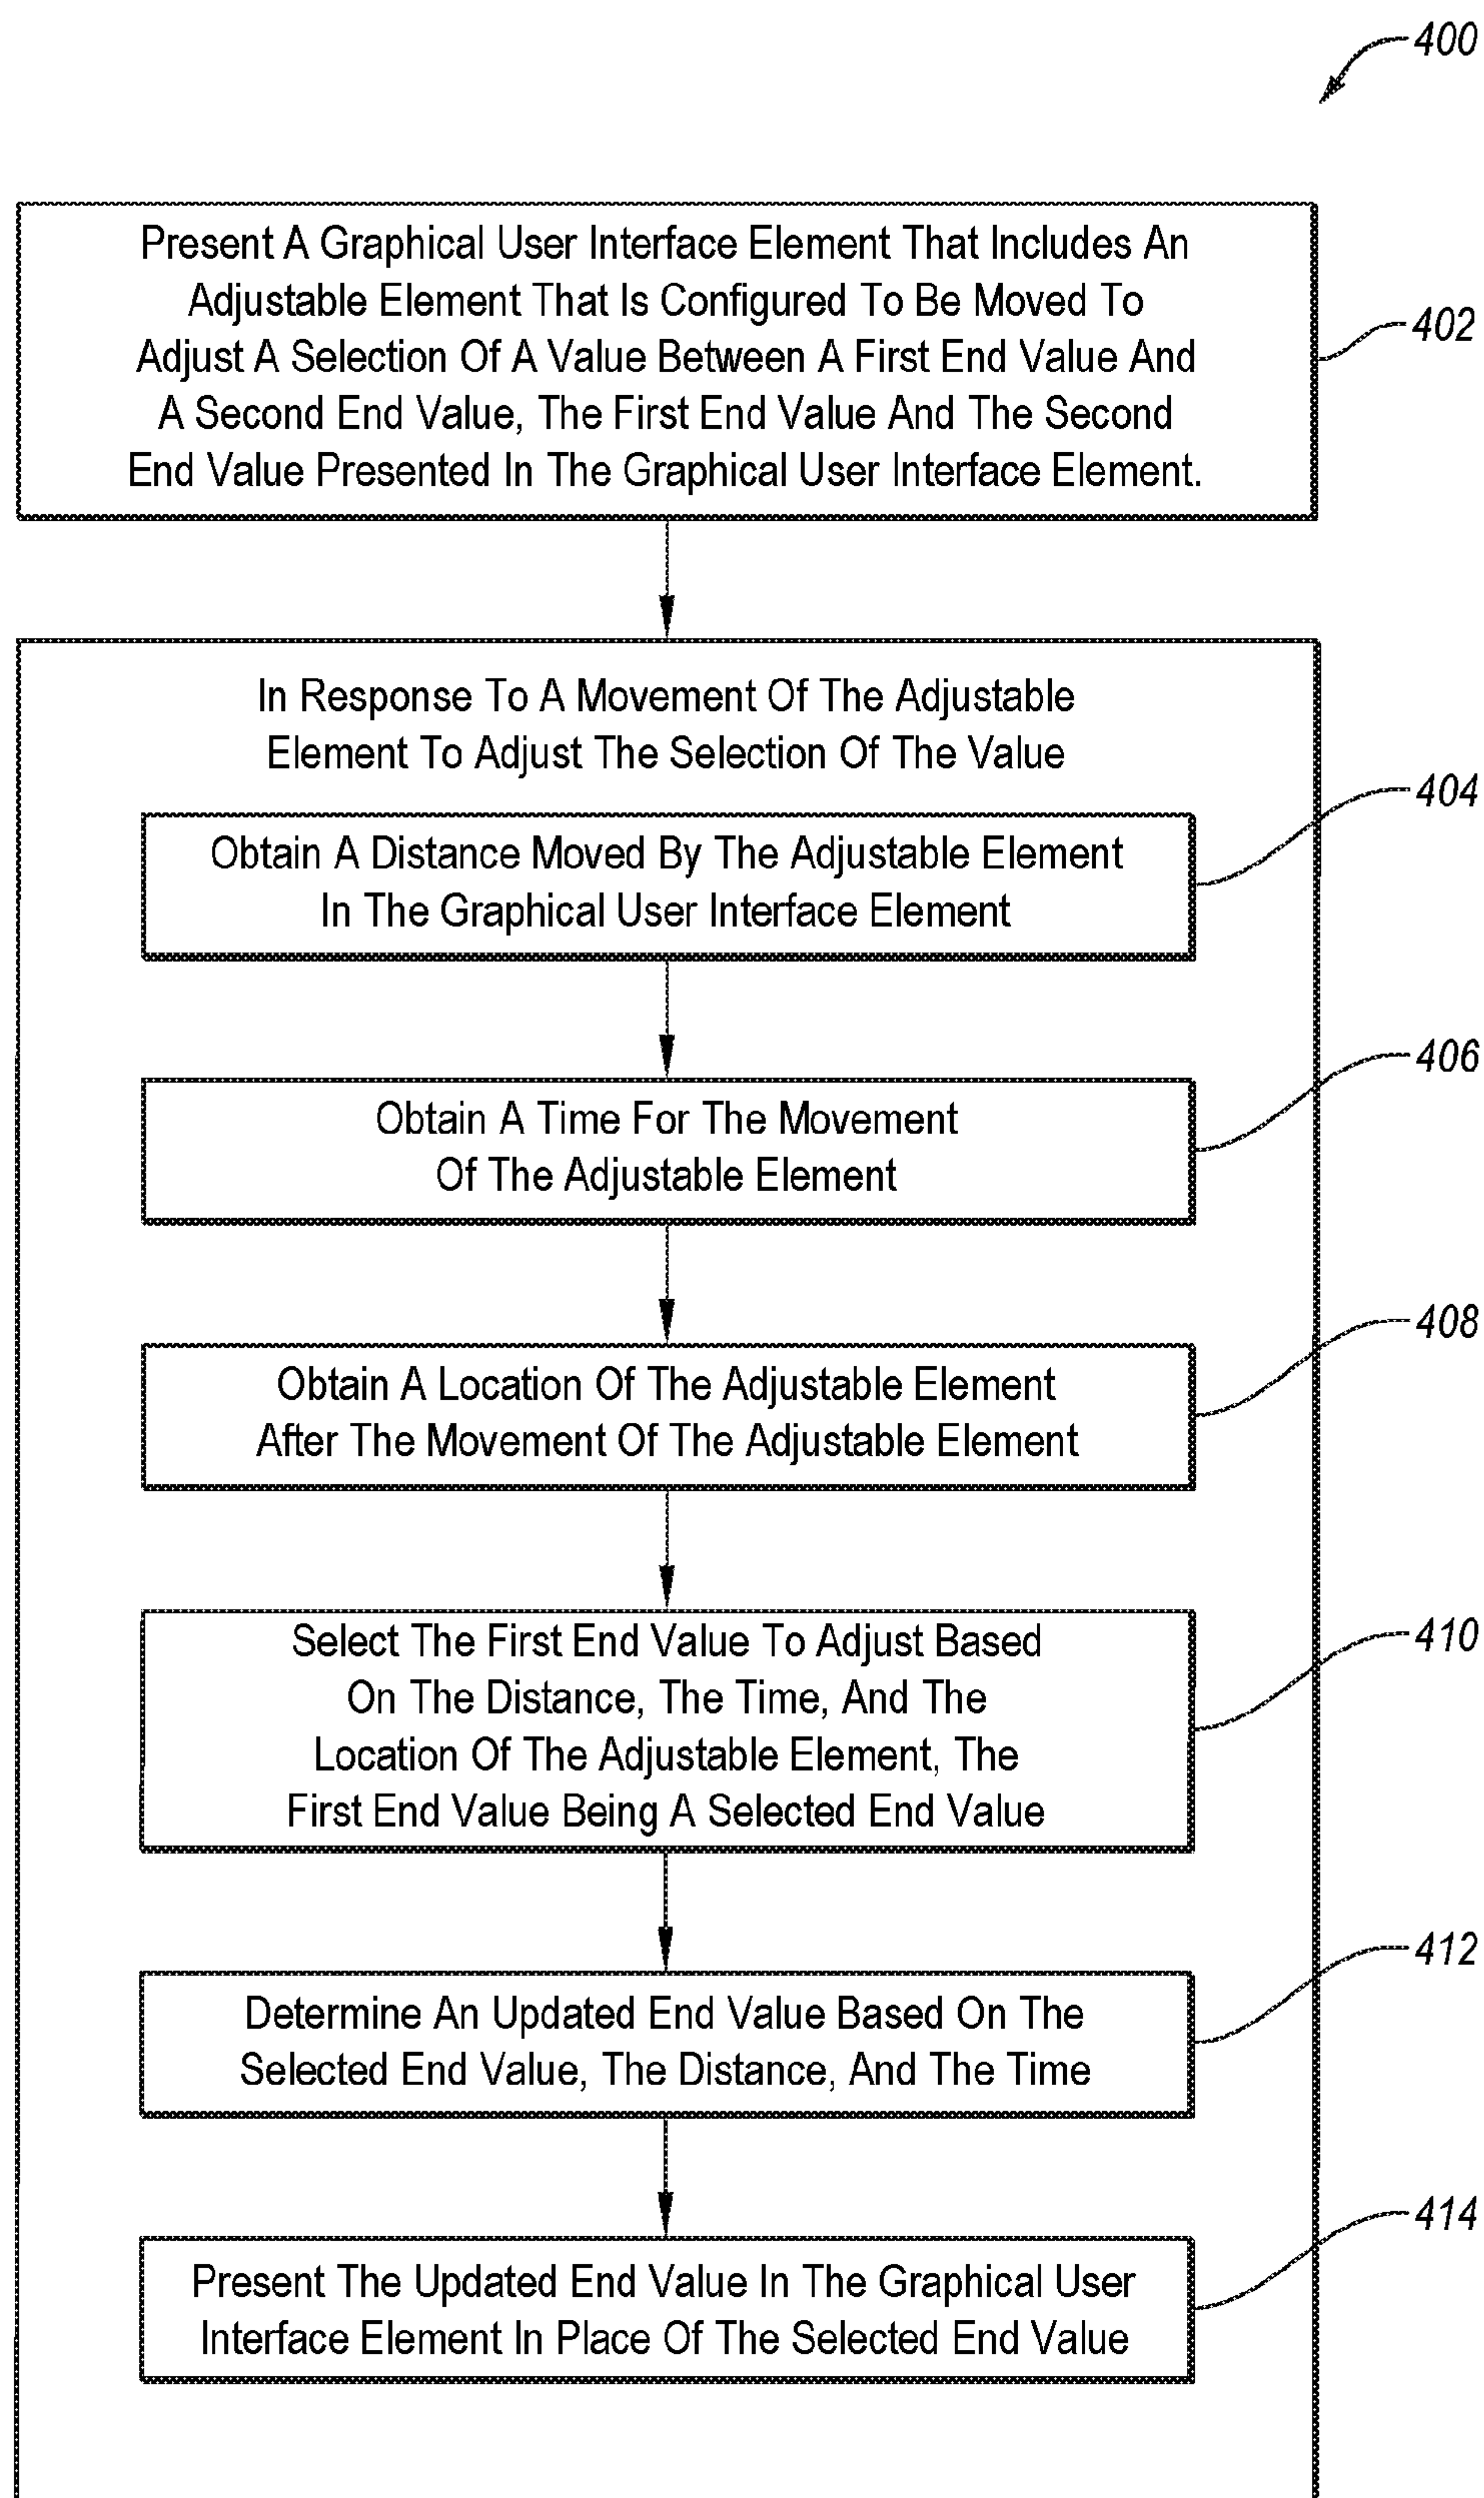 400
Present A Graphical User Interface Element That Includes An
Adjustable Element That Is Configured To Be Moved To
Adjust A Selection Of A Value Between A First End Value And
A Second End Value, The First End Value And The Second
End Value Presented In The Graphical User Interface Element.
402
In Response To A Movement Of The Adjustable
Element To Adjust The Selection Of The Value
404
Obtain A Distance Moved By The Adjustable Element
In The Graphical User Interface Element
406
Obtain A Time For The Movement
Of The Adjustable Element
408
Obtain A Location Of The Adjustable Element
After The Movement Of The Adjustable Element
410
Select The First End Value To Adjust Based
On The Distance, The Time, And The
Location Of The Adjustable Element, The
First End Value Being A Selected End Value
412
Determine An Updated End Value Based On The
Selected End Value, The Distance, And The Time
414
Present The Updated End Value In The Graphical User
Interface Element In Place Of The Selected End Value